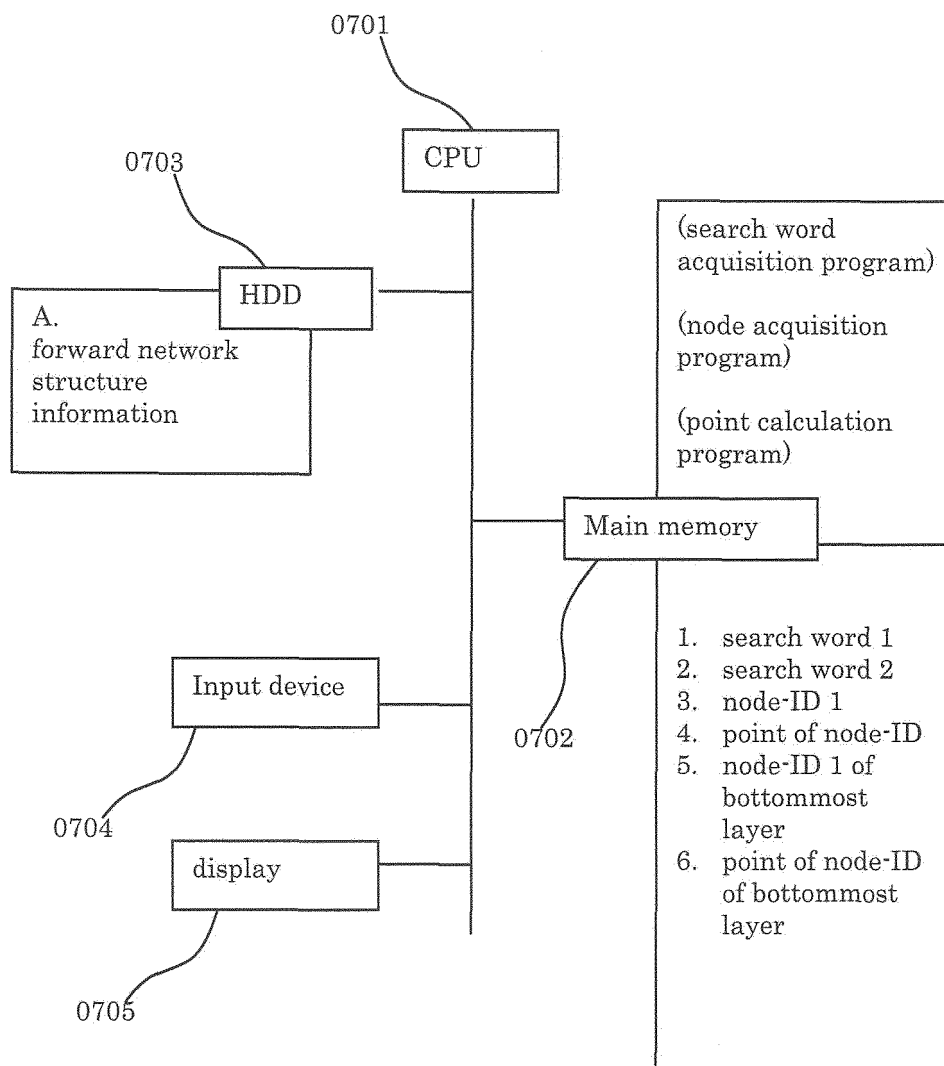 0701
CPU
0703
HDD
A.
forward network
structure
information
(search word
acquisition program)
(node acquisition
program)
(point calculation
program)
Main memory
0702
1. search word 1
2. search word 2
3. node-ID 1
4. point of node-ID
5. node-ID 1 of
bottommost
layer
6. point of node-ID
of bottommost
layer
Input device
0704
display
0705